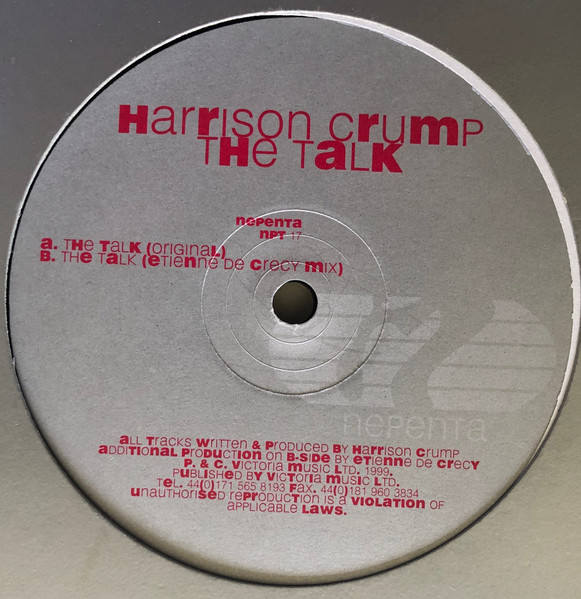 Harrison Crump
The Talk
nepenta
NPT 17
a. THe TalK (original)
B. THe Talk (etienne de crecy mix)
nepenta
all Tracks written & Produced By Harrison Crump
additional Production on B-side by etienne de crecy
P. & C. Victoria Music Ltd. 1999.
Published by Victoria Music Ltd.
Tel. 44(0)171 565 8193 Fax. 44(0)181 960 3834
unauthorised reproduction is a violation of
applicable laws.